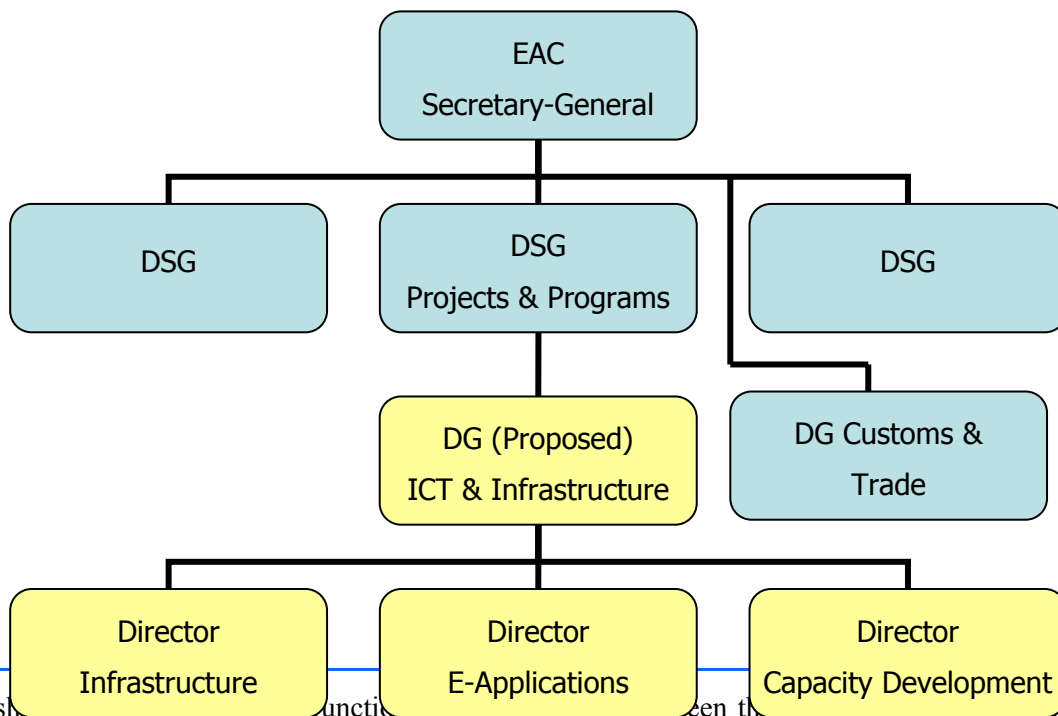 EAC
Secretary-General
DSG
DSG
Projects & Programs
DSG
DG (Proposed)
ICT & Infrastructure
DG Customs &
Trade
Director
Infrastructure
Director
E-Applications
Director
Capacity Development